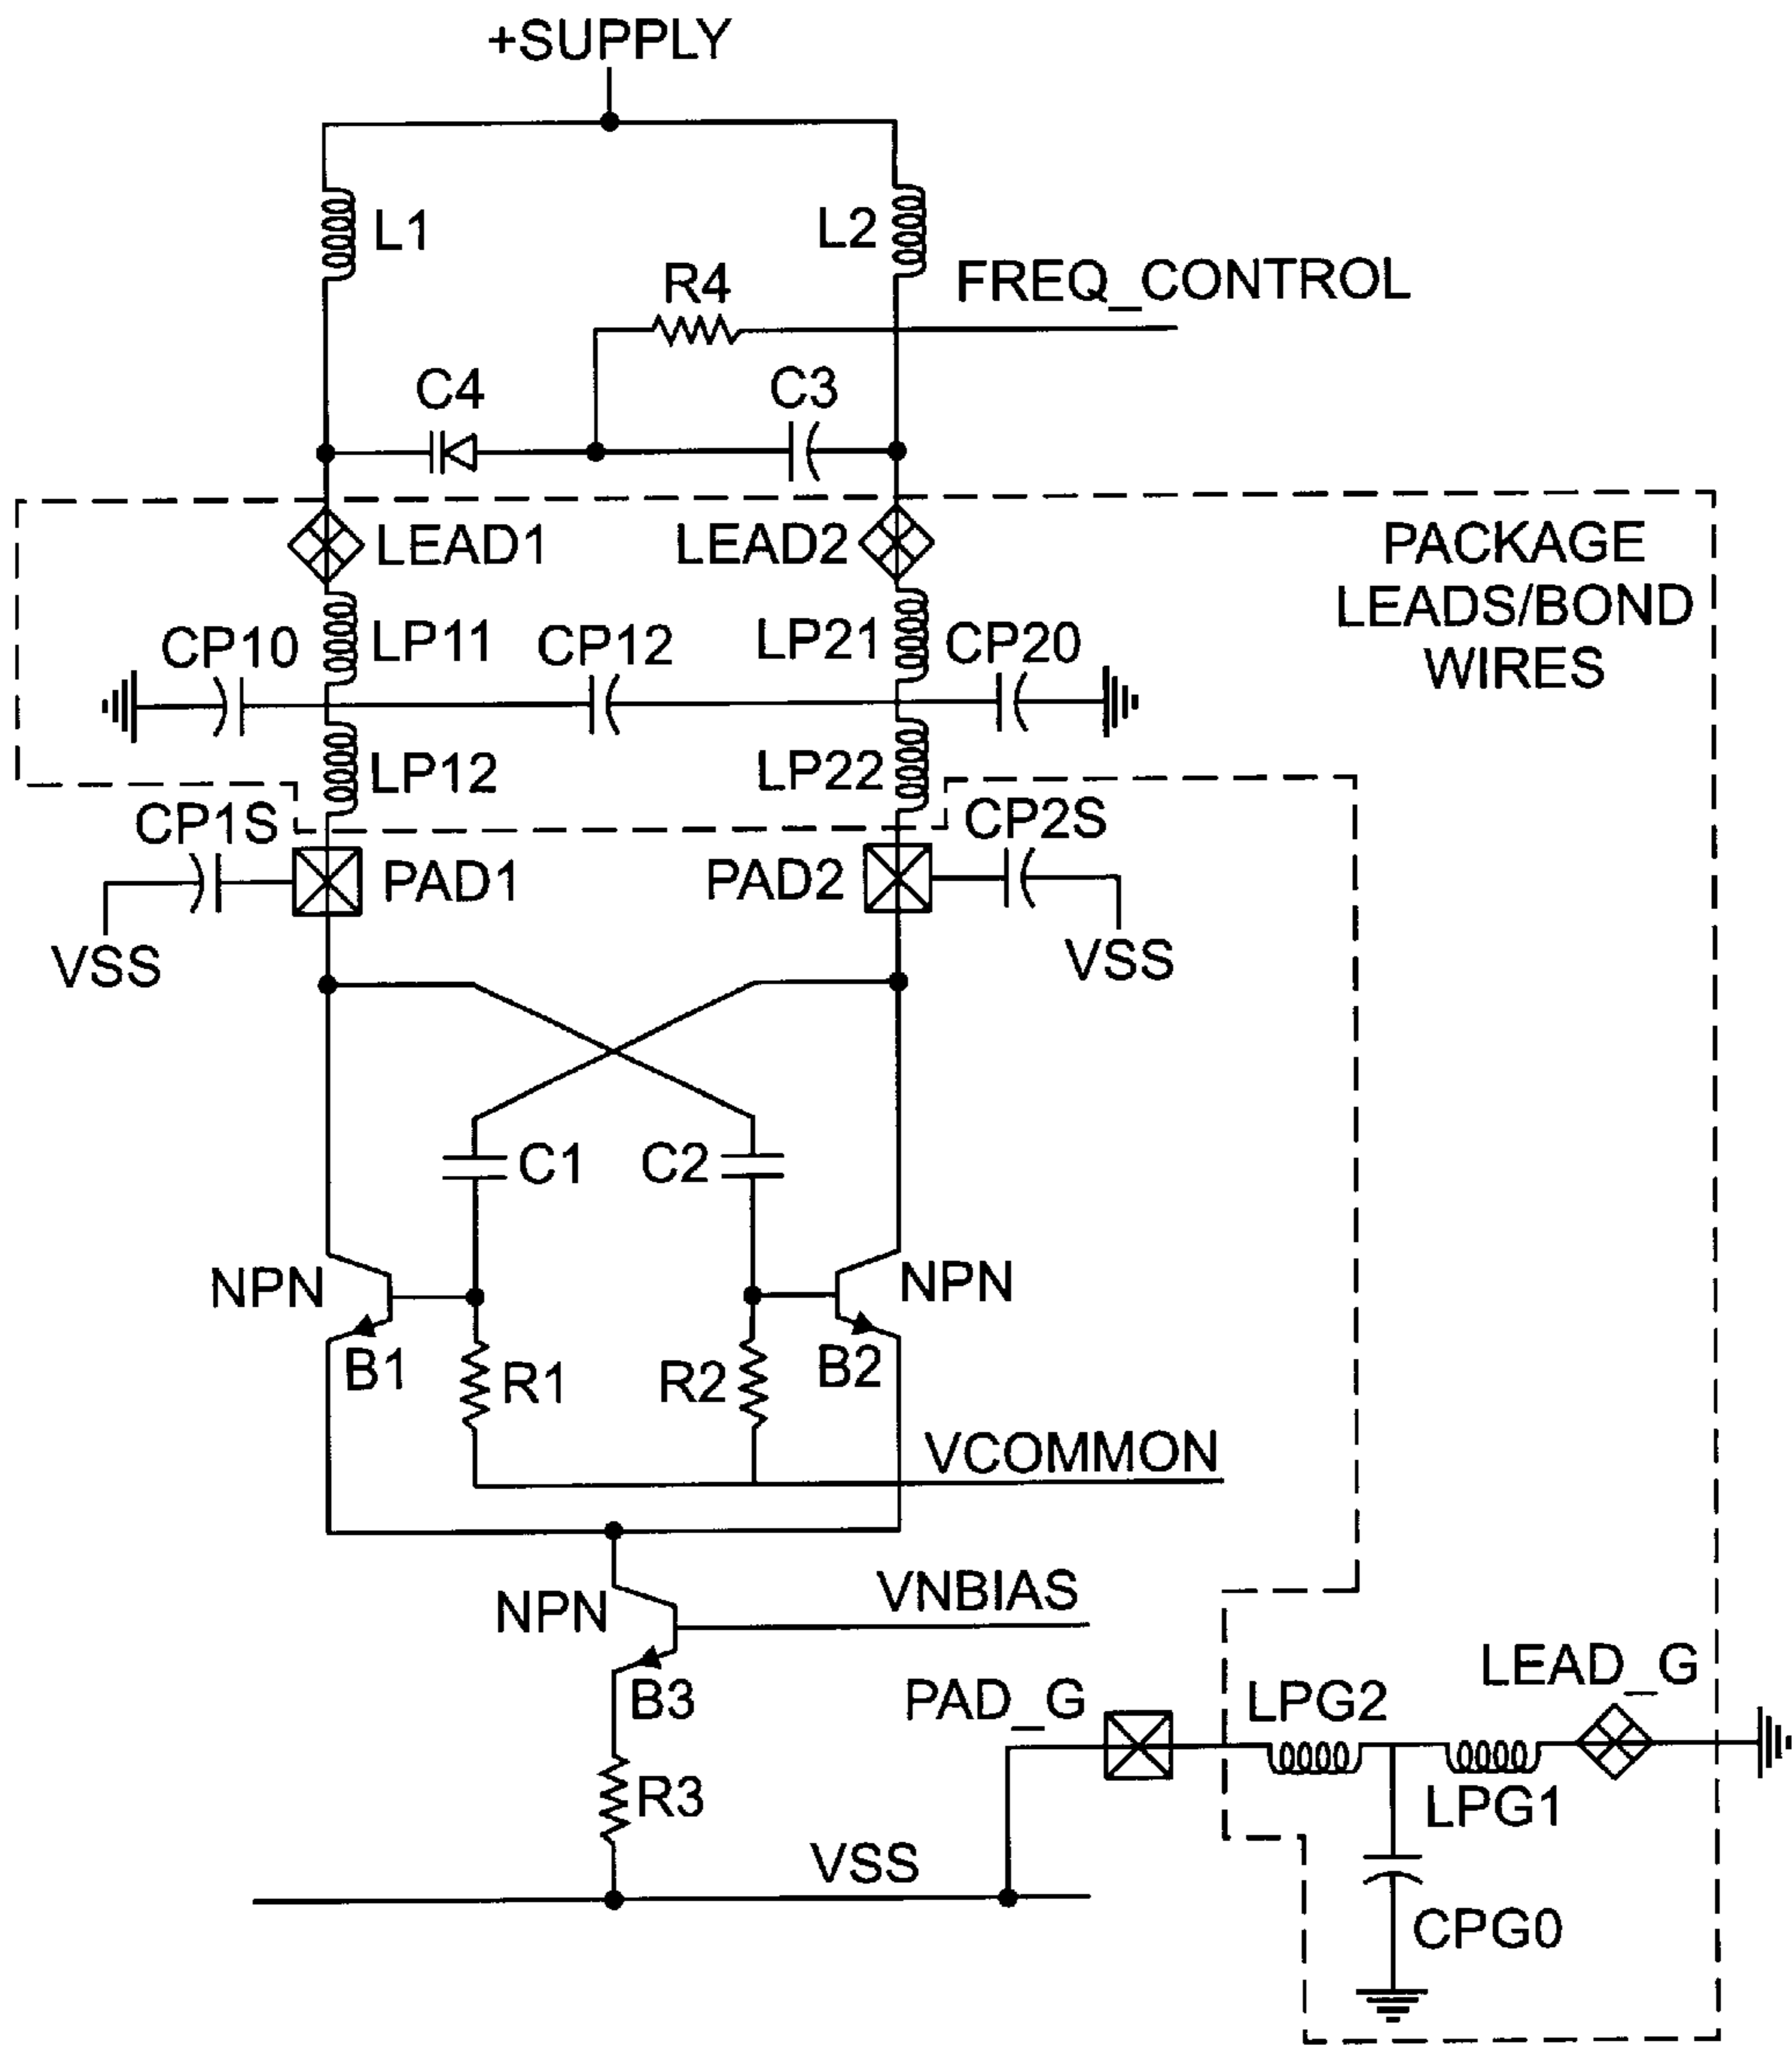 +SUPPLY
L1
L2
R4
FREQ_CONTROL
C4
C3
LEAD1
LEAD2
PACKAGE
LEADS/BOND
WIRES
CP10
LP11
CP12
LP21
CP20
LP12
LP22
CP1S
CP2S
PAD1
PAD2
VSS
VSS
C1
C2
NPN
NPN
B1
R1
R2
B2
VCOMMON
NPN
VNBIAS
B3
PAD_G
LPG2
LEAD_G
R3
LPG1
VSS
CPG0